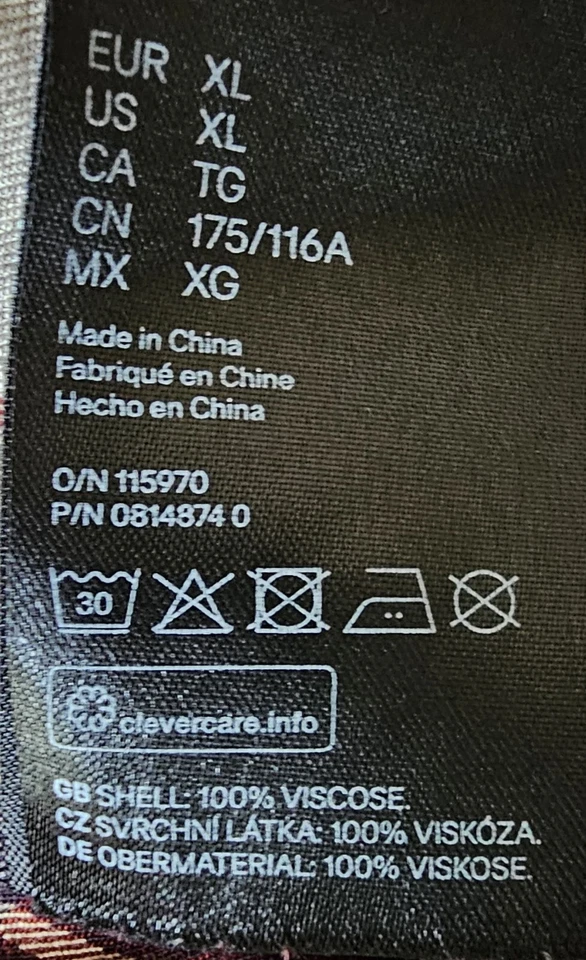 EUR XL
US XL
CA TG
CN 175/116A
MX XG
Made in China
Fabriqué en Chine
Hecho en China
O/N 115970
P/N 0814874 0
30
clevercare.info
GB SHELL: 100% VISCOSE.
CZ SVRCHNÍ LÁTKA: 100% VISKÓZA.
DE OBERMATERIAL: 100% VISKOSE.